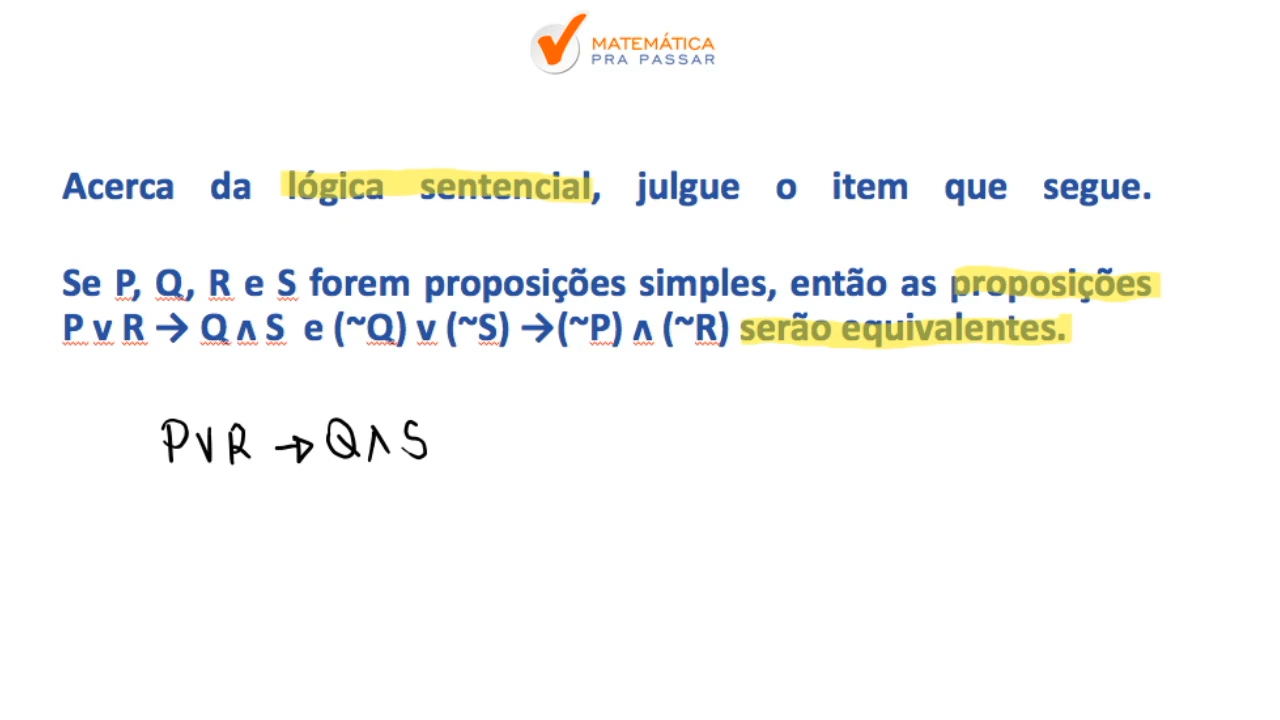 MATEMÁTICA
PRA PASSAR
Acerca da lógica sentencial, julgue o item que segue.
Se P, Q, R e S forem proposições simples, então as proposições
P v R → Q ʌ S e (~Q) v (~S) →(~P) ʌ (~R) serão equivalentes.
P V R → Q ʌ S